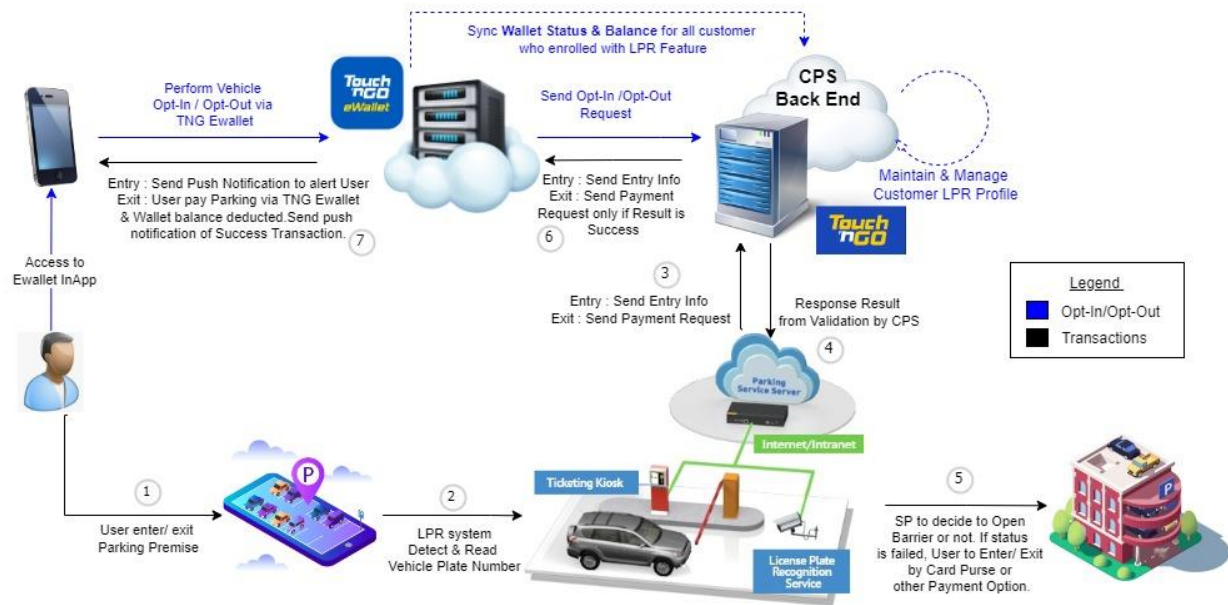 Sync Wallet Status & Balance for all customer
who enrolled with LPR Feature
Touch
'nGO
eWallet
CPS
Back End
Perform Vehicle
Opt-In / Opt-Out via
TNG Ewallet
Send Opt-In /Opt-Out
Request
Entry : Send Push Notification to alert User
Exit : User pay Parking via TNG Ewallet
& Wallet balance deducted.Send push
notification of Success Transaction.
7
Entry : Send Entry Info
Exit : Send Payment
Request only if Result is
Success
6
Maintain & Manage
Customer LPR Profile
Touch
'nGO
Access to
Ewallet InApp
3
Entry : Send Entry Info
Exit : Send Payment Request
Response Result
from Validation by CPS
4
Legend
Opt-In/Opt-Out
Transactions
Parking
Service Server
Internet/Intranet
1
User enter/ exit
Parking Premise
P
2
LPR system
Detect & Read
Vehicle Plate Number
Ticketing Kiosk
License Plate
Recognition
Service
5
SP to decide to Open
Barrier or not. If status
is failed, User to Enter/ Exit
by Card Purse or
other Payment Option.
P